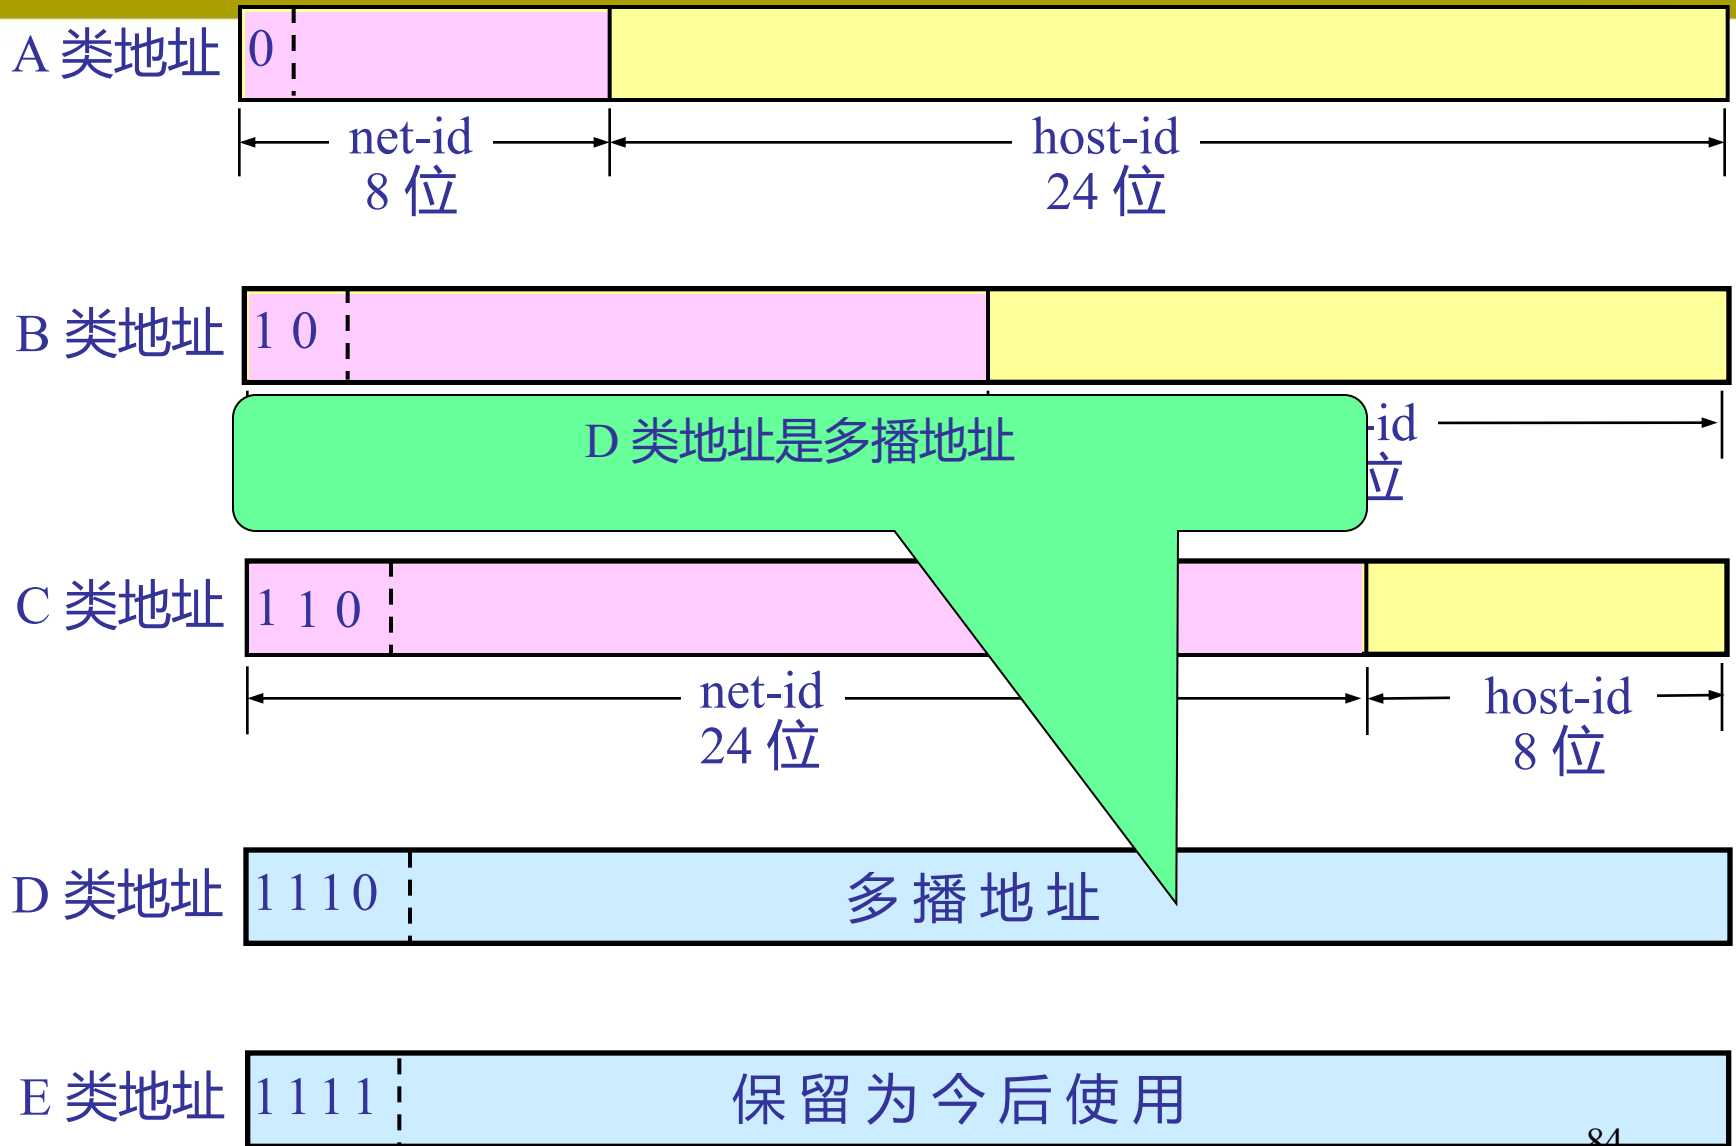 A 类地址 0
net-id host-id
8 位 24 位
B 类地址 1 0
D 类地址是多播地址 -id
位
C 类地址 1 1 0
net-id host-id
24 位 8 位
D 类地址 1 1 1 0 多 播 地 址
E 类地址 1 1 1 1 保 留 为 今 后 使 用
84